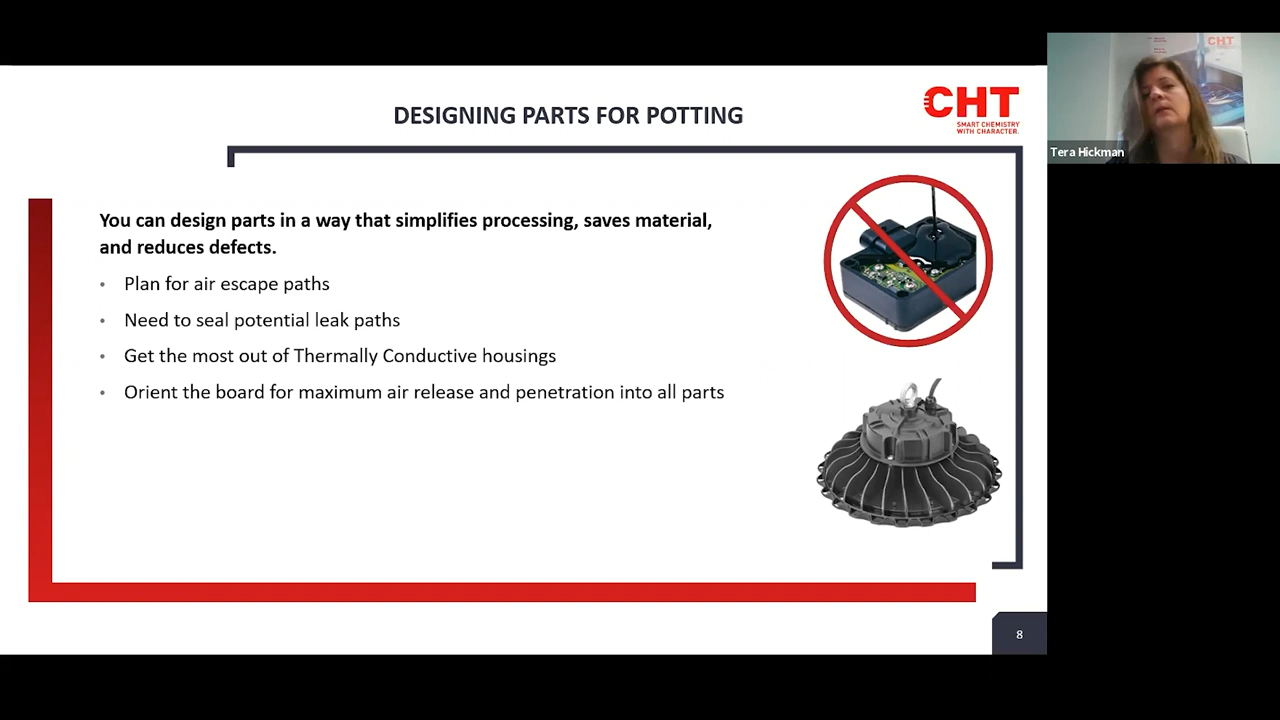 DESIGNING PARTS FOR POTTING
CHT
SMART CHEMISTRY
WITH CHARACTER.
You can design parts in a way that simplifies processing, saves material,
and reduces defects.
• Plan for air escape paths
• Need to seal potential leak paths
• Get the most out of Thermally Conductive housings
• Orient the board for maximum air release and penetration into all parts
8
CHT
Tera Hickman